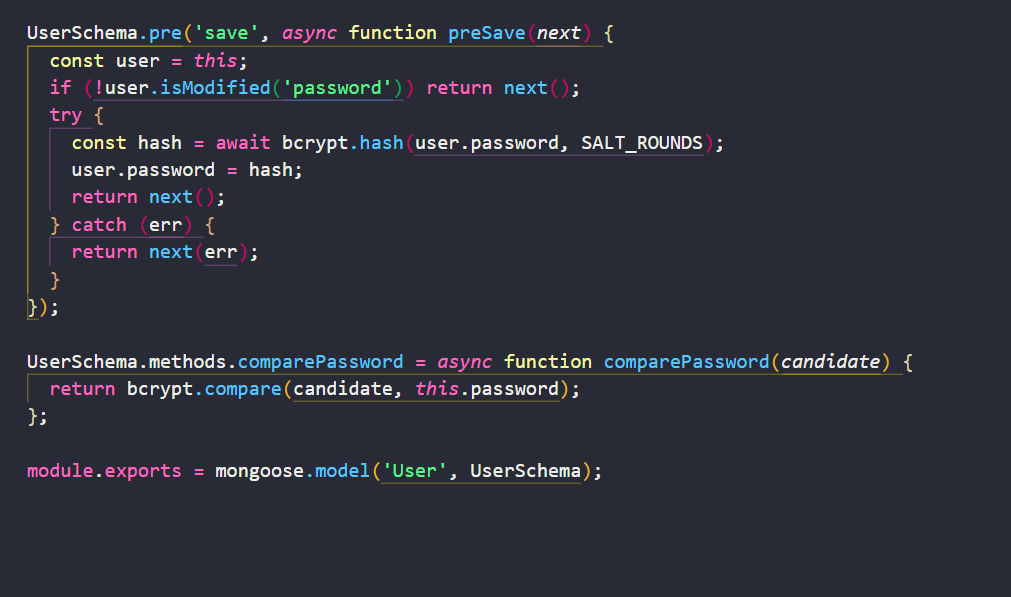 UserSchema.pre('save', async function preSave(next) {
  const user = this;
  if (!user.isModified('password')) return next();
  try {
    const hash = await bcrypt.hash(user.password, SALT_ROUNDS);
    user.password = hash;
    return next();
  } catch (err) {
    return next(err);
  }
});

UserSchema.methods.comparePassword = async function comparePassword(candidate) {
  return bcrypt.compare(candidate, this.password);
};

module.exports = mongoose.model('User', UserSchema);